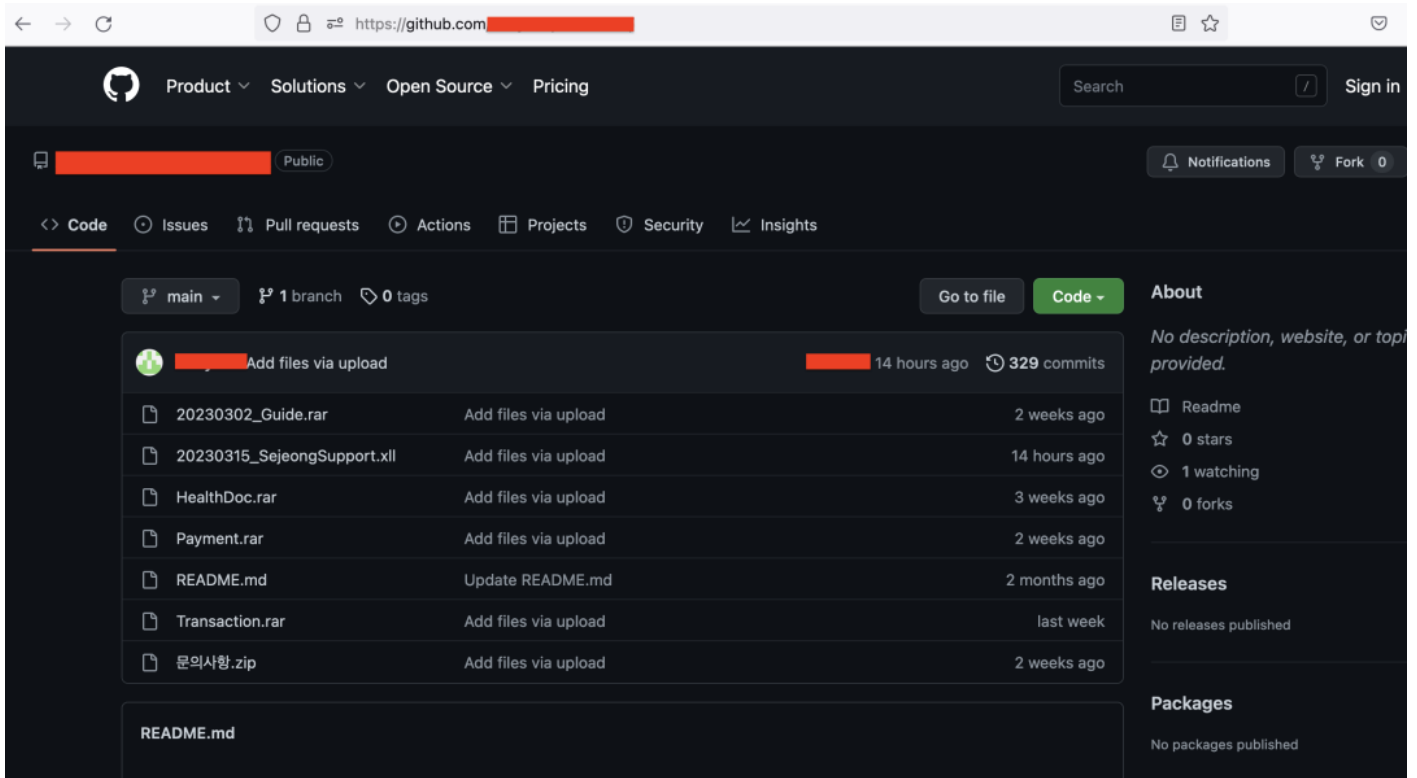 https://github.com
Product Solutions Open Source Pricing Search / Sign in
Public Notifications Fork 0
<> Code Issues Pull requests Actions Projects Security Insights
main 1 branch 0 tags Go to file Code About
No description, website, or topi
provided.
Add files via upload 14 hours ago 329 commits
20230302_Guide.rar Add files via upload 2 weeks ago
Readme
20230315_SejeongSupport.xll Add files via upload 14 hours ago
0 stars
HealthDoc.rar Add files via upload 3 weeks ago
1 watching
0 forks
Payment.rar Add files via upload 2 weeks ago
README.md Update README.md 2 months ago
Releases
Transaction.rar Add files via upload last week
No releases published
문의사항.zip Add files via upload 2 weeks ago
Packages
README.md
No packages published